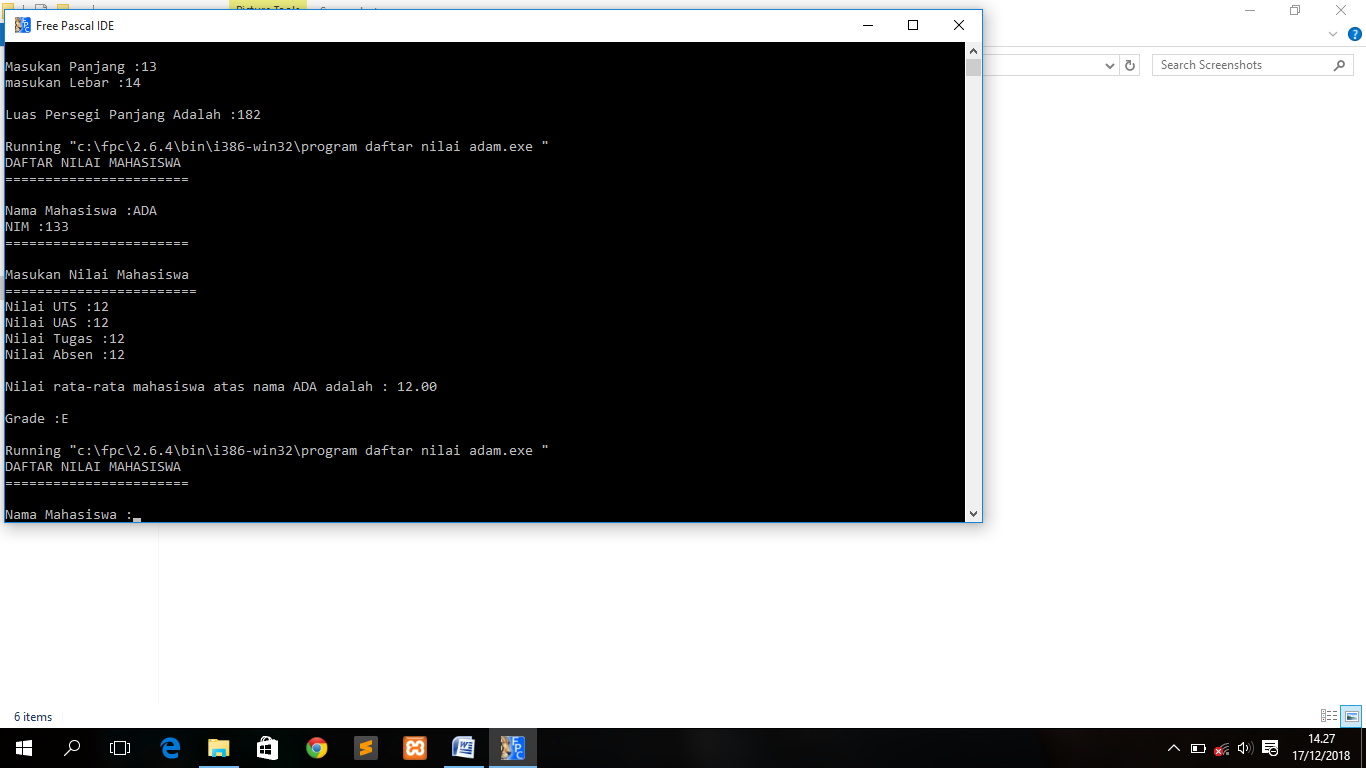 Free Pascal IDE
Masukan Panjang :13
masukan Lebar :14
Luas Persegi Panjang Adalah :182
Running "c:\fpc\2.6.4\bin\i386-win32\program daftar nilai adam.exe "
DAFTAR NILAI MAHASISWA
=======================
Nama Mahasiswa :ADA
NIM :133
=======================
Masukan Nilai Mahasiswa
========================
Nilai UTS :12
Nilai UAS :12
Nilai Tugas :12
Nilai Absen :12
Nilai rata-rata mahasiswa atas nama ADA adalah : 12.00
Grade :E
Running "c:\fpc\2.6.4\bin\i386-win32\program daftar nilai adam.exe "
DAFTAR NILAI MAHASISWA
=======================
Nama Mahasiswa :
Search Screenshots
6 items
14.27
17/12/2018